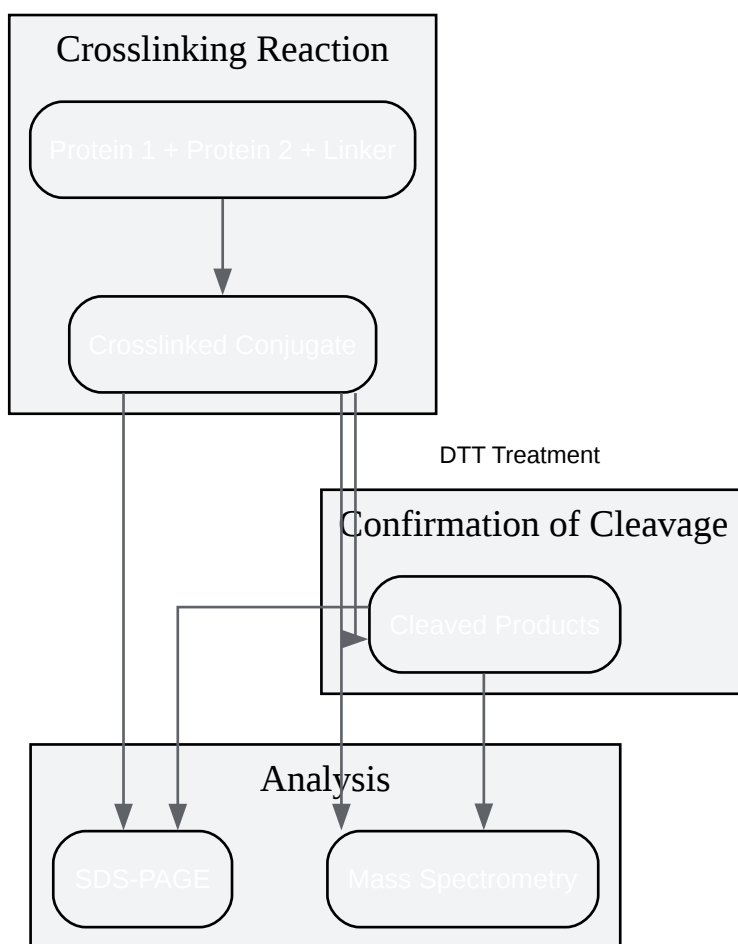 Crosslinking Reaction
Protein 1 + Protein 2 + Linker
Crosslinked Conjugate
DTT Treatment
Confirmation of Cleavage
Cleaved Products
Analysis
SDS-PAGE
Mass Spectrometry